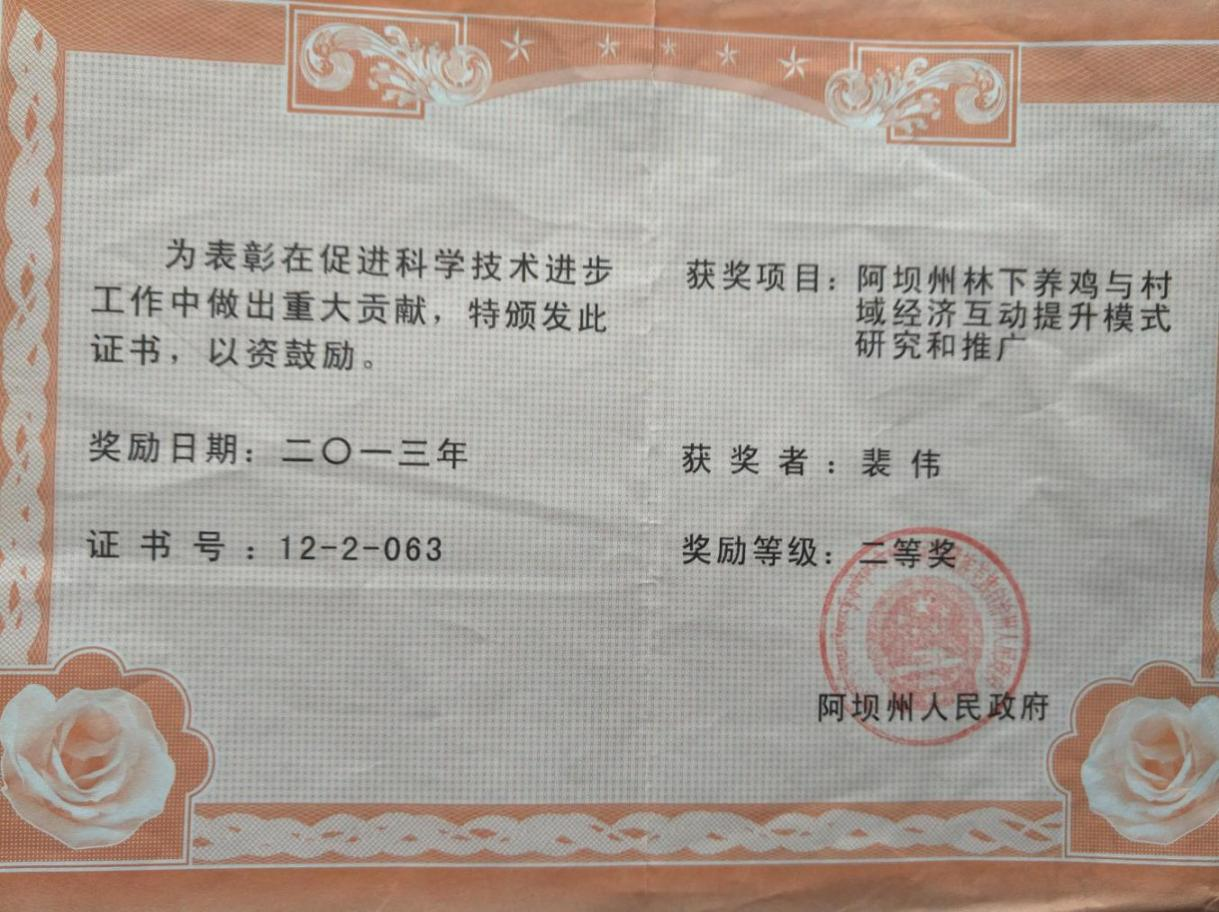 为表彰在促进科学技术进步
工作中做出重大贡献，特颁发此
证书，以资鼓励。
奖励日期：二〇一三年
证书号：12-2-063
获奖项目：阿坝州林下养鸡与村
域经济互动提升模式
研究和推广
获奖者：裴伟
奖励等级：二等奖
阿坝州人民政府